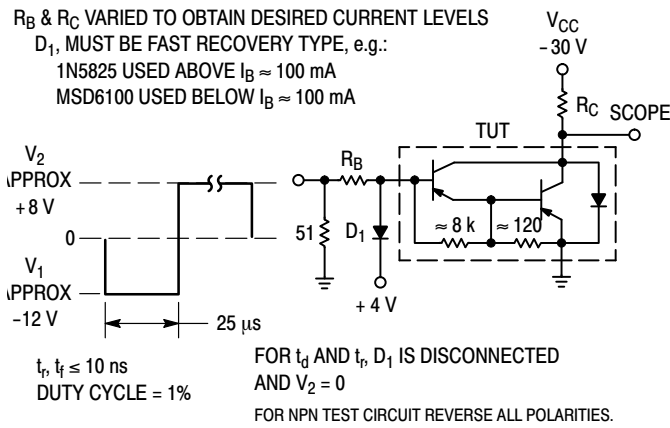 R_B & R_C VARIED TO OBTAIN DESIRED CURRENT LEVELS
D_1, MUST BE FAST RECOVERY TYPE, e.g.:
1N5825 USED ABOVE I_B ≈ 100 mA
MSD6100 USED BELOW I_B ≈ 100 mA
V_CC
- 30 V
R_C
SCOPE
TUT
V_2
APPROX
+ 8 V
0
V_1
APPROX
-12 V
25 μs
R_B
51
D_1
+ 4 V
≈ 8 k
≈ 120
t_r, t_f ≤ 10 ns
DUTY CYCLE = 1%
FOR t_d AND t_r, D_1 IS DISCONNECTED
AND V_2 = 0
FOR NPN TEST CIRCUIT REVERSE ALL POLARITIES.